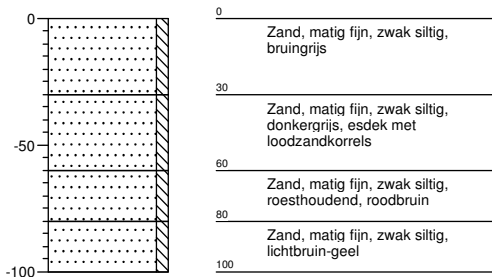 0
-50
-100
0
Zand, matig fijn, zwak siltig,
bruingrijs
30
Zand, matig fijn, zwak siltig,
donkergrijs, esdek met
loodzandkorrels
60
Zand, matig fijn, zwak siltig,
roesthoudend, roodbruin
80
Zand, matig fijn, zwak siltig,
lichtbruin-geel
100